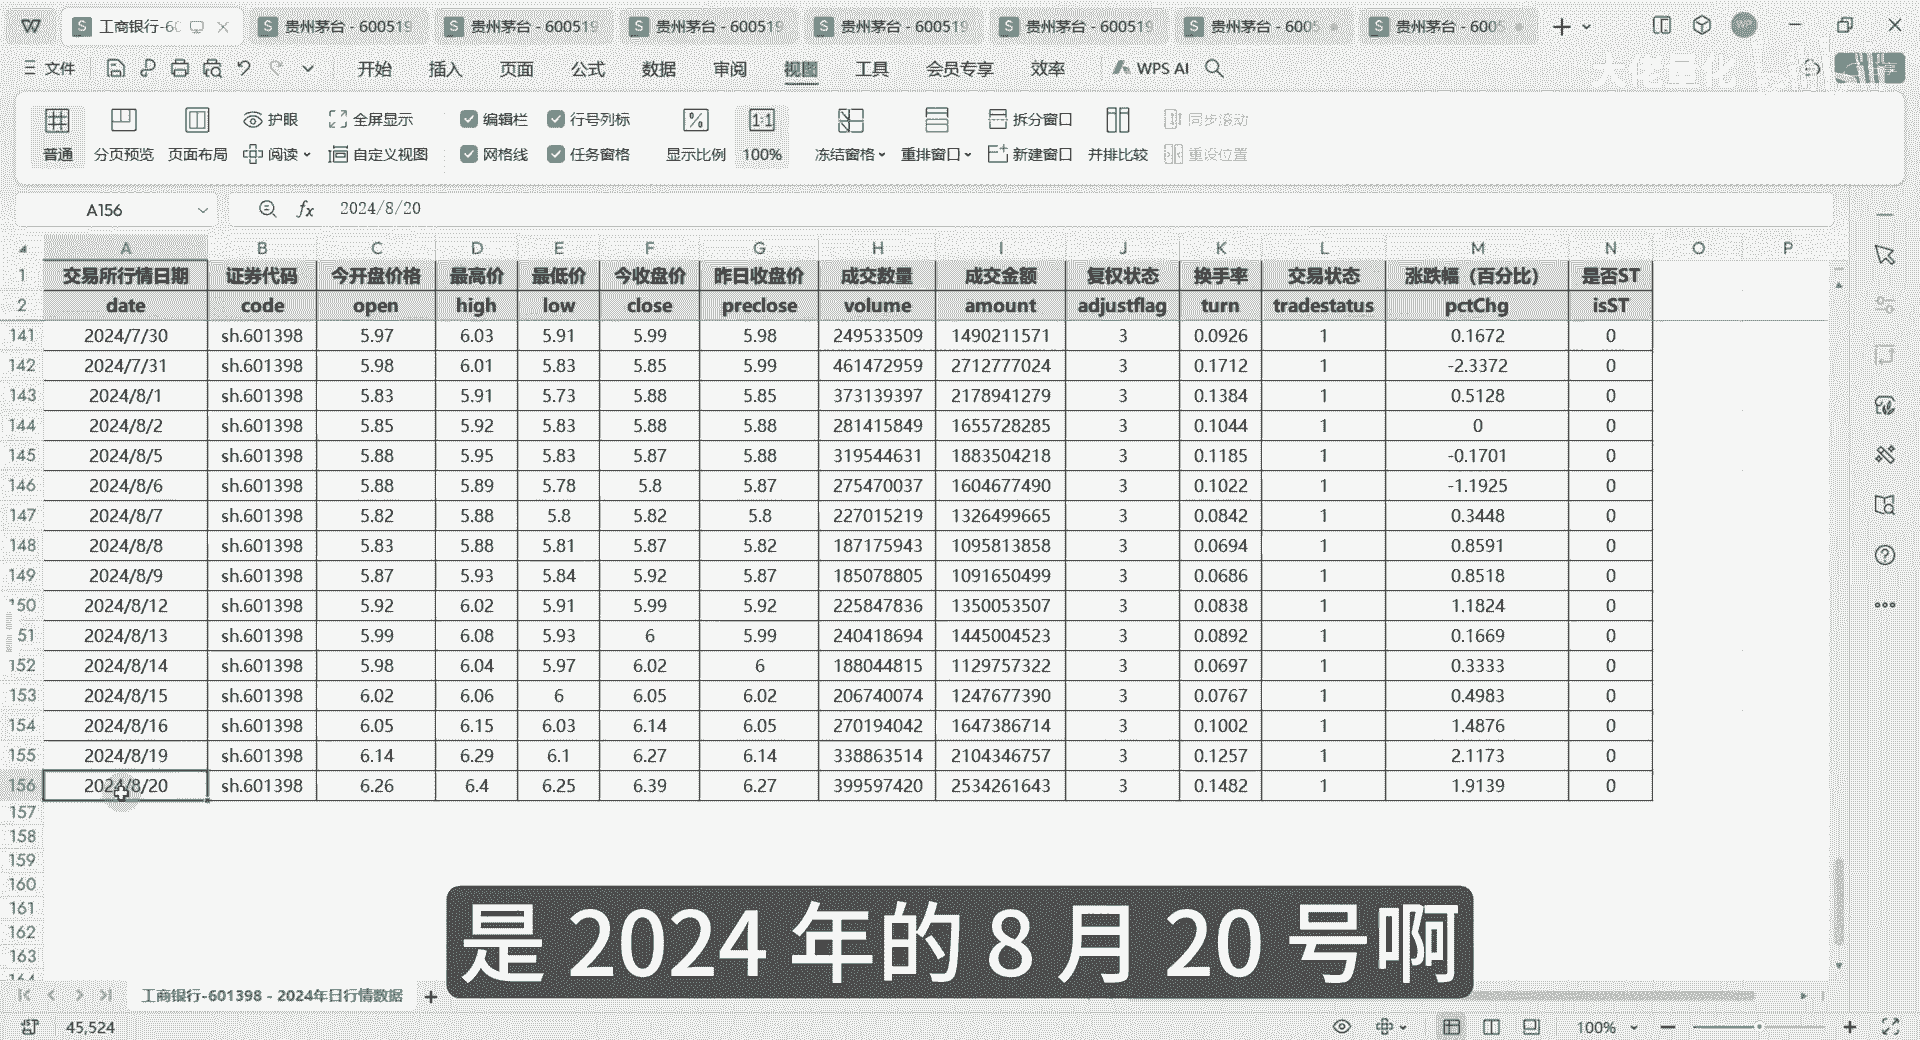 工商银行-60 贵州茅台 - 600519 贵州茅台 - 600519 贵州茅台 - 600519 贵州茅台 - 600519 贵州茅台 - 600519 贵州茅台 - 6005 贵州茅台 - 6005
文件 开始 插入 页面 公式 数据 审阅 视图 工具 会员专享 效率 WPS AI
大佬量化
护眼 全屏显示 编辑栏 行号列标 拆分窗口 同步滚动
普通 分页预览 页面布局 阅读 自定义视图 网格线 任务窗格 显示比例 100% 冻结窗格 重排窗口 新建窗口 并排比较 重设位置
A156 fx 2024/8/20
A B C D E F G H I J K L M N O P
1 交易所行情日期 证券代码 今开盘价格 最高价 最低价 今收盘价 昨日收盘价 成交数量 成交金额 复权状态 换手率 交易状态 涨跌幅（百分比） 是否ST
2 date code open high low close preclose volume amount adjustflag turn tradestatus pctChg isST
141 2024/7/30 sh.601398 5.97 6.03 5.91 5.99 5.98 249533509 1490211571 3 0.0926 1 0.1672 0
142 2024/7/31 sh.601398 5.98 6.01 5.83 5.85 5.99 461472959 2712777024 3 0.1712 1 -2.3372 0
143 2024/8/1 sh.601398 5.83 5.91 5.73 5.88 5.85 373139397 2178941279 3 0.1384 1 0.5128 0
144 2024/8/2 sh.601398 5.85 5.92 5.83 5.88 5.88 281415849 1655728285 3 0.1044 1 0 0
145 2024/8/5 sh.601398 5.88 5.95 5.83 5.87 5.88 319544631 1883504218 3 0.1185 1 -0.1701 0
146 2024/8/6 sh.601398 5.88 5.89 5.78 5.8 5.87 275470037 1604677490 3 0.1022 1 -1.1925 0
147 2024/8/7 sh.601398 5.82 5.88 5.8 5.82 5.8 227015219 1326499665 3 0.0842 1 0.3448 0
148 2024/8/8 sh.601398 5.83 5.88 5.81 5.87 5.82 187175943 1095813858 3 0.0694 1 0.8591 0
149 2024/8/9 sh.601398 5.87 5.93 5.84 5.92 5.87 185078805 1091650499 3 0.0686 1 0.8518 0
150 2024/8/12 sh.601398 5.92 6.02 5.91 5.99 5.92 225847836 1350053507 3 0.0838 1 1.1824 0
51 2024/8/13 sh.601398 5.99 6.08 5.93 6 5.99 240418694 1445004523 3 0.0892 1 0.1669 0
152 2024/8/14 sh.601398 5.98 6.04 5.97 6.02 6 188044815 1129757322 3 0.0697 1 0.3333 0
153 2024/8/15 sh.601398 6.02 6.06 6 6.05 6.02 206740074 1247677390 3 0.0767 1 0.4983 0
154 2024/8/16 sh.601398 6.05 6.15 6.03 6.14 6.05 270194042 1647386714 3 0.1002 1 1.4876 0
155 2024/8/19 sh.601398 6.14 6.29 6.1 6.27 6.14 338863514 2104346757 3 0.1257 1 2.1173 0
156 2024/8/20 sh.601398 6.26 6.4 6.25 6.39 6.27 399597420 2534261643 3 0.1482 1 1.9139 0
157
158
159
160
161
162
163
164
是 2024 年的 8 月 20 号啊
工商银行-601398 - 2024年日行情数据
45,524 100%